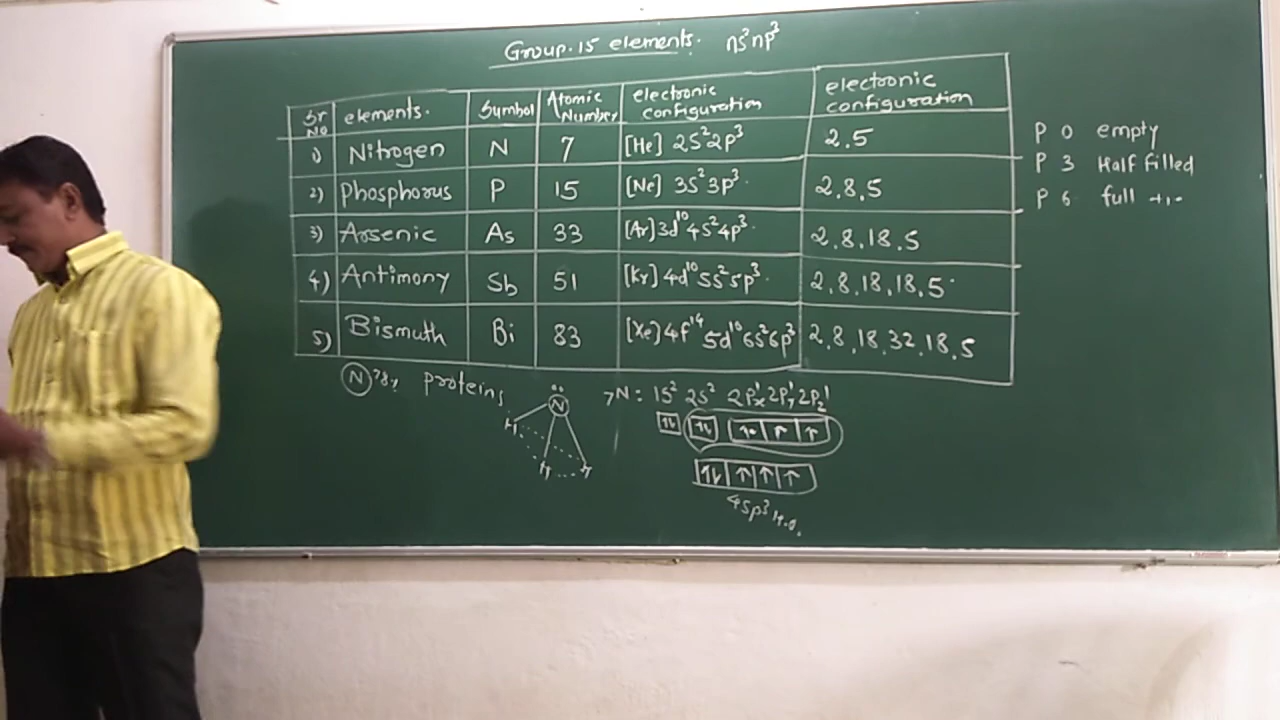 Group.15 elements. ns²np³
Sr No elements. Symbol Atomic Number electronic configuration electronic configuration
1) Nitrogen N 7 [He] 2s²2p³ 2.5
2) Phosphorus P 15 [Ne] 3s²3p³. 2,8,5
3) Arsenic As 33 [Ar]3d¹⁰4s²4p³. 2,8,18,5
4) Antimony Sb 51 [Kr]4d¹⁰5s²5p³. 2,8,18,18,5
5) Bismuth Bi 83 [Xe]4f¹⁴5d¹⁰6s²6p³ 2,8,18,32,18,5
P 0 empty
P 3 Half filled
P 6 full
N 78% proteins
N
H
H H
₇N: 1s² 2s² 2Px¹2Py¹2Pz¹
4sp³ H.O.